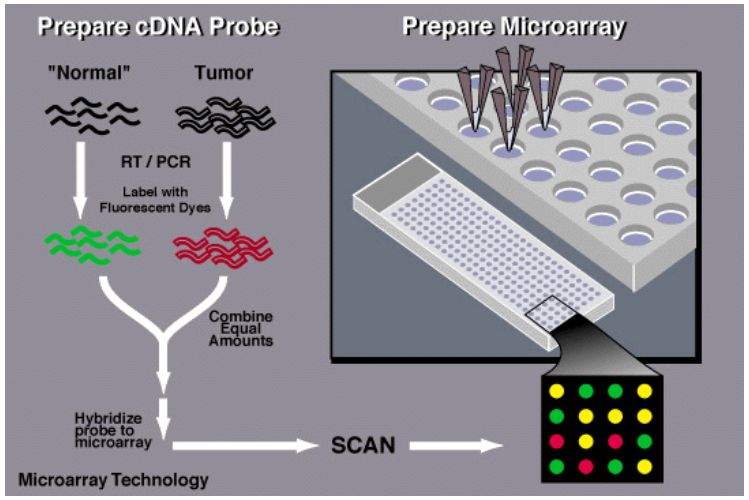 Prepare cDNA Probe
Prepare Microarray
"Normal"
Tumor
RT / PCR
Label with
Fluorescent Dyes
Combine
Equal
Amounts
Hybridize
probe to
microarray
SCAN
Microarray Technology